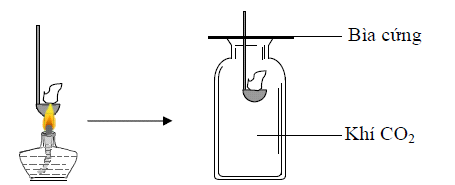 Bìa cứng
Khí CO₂